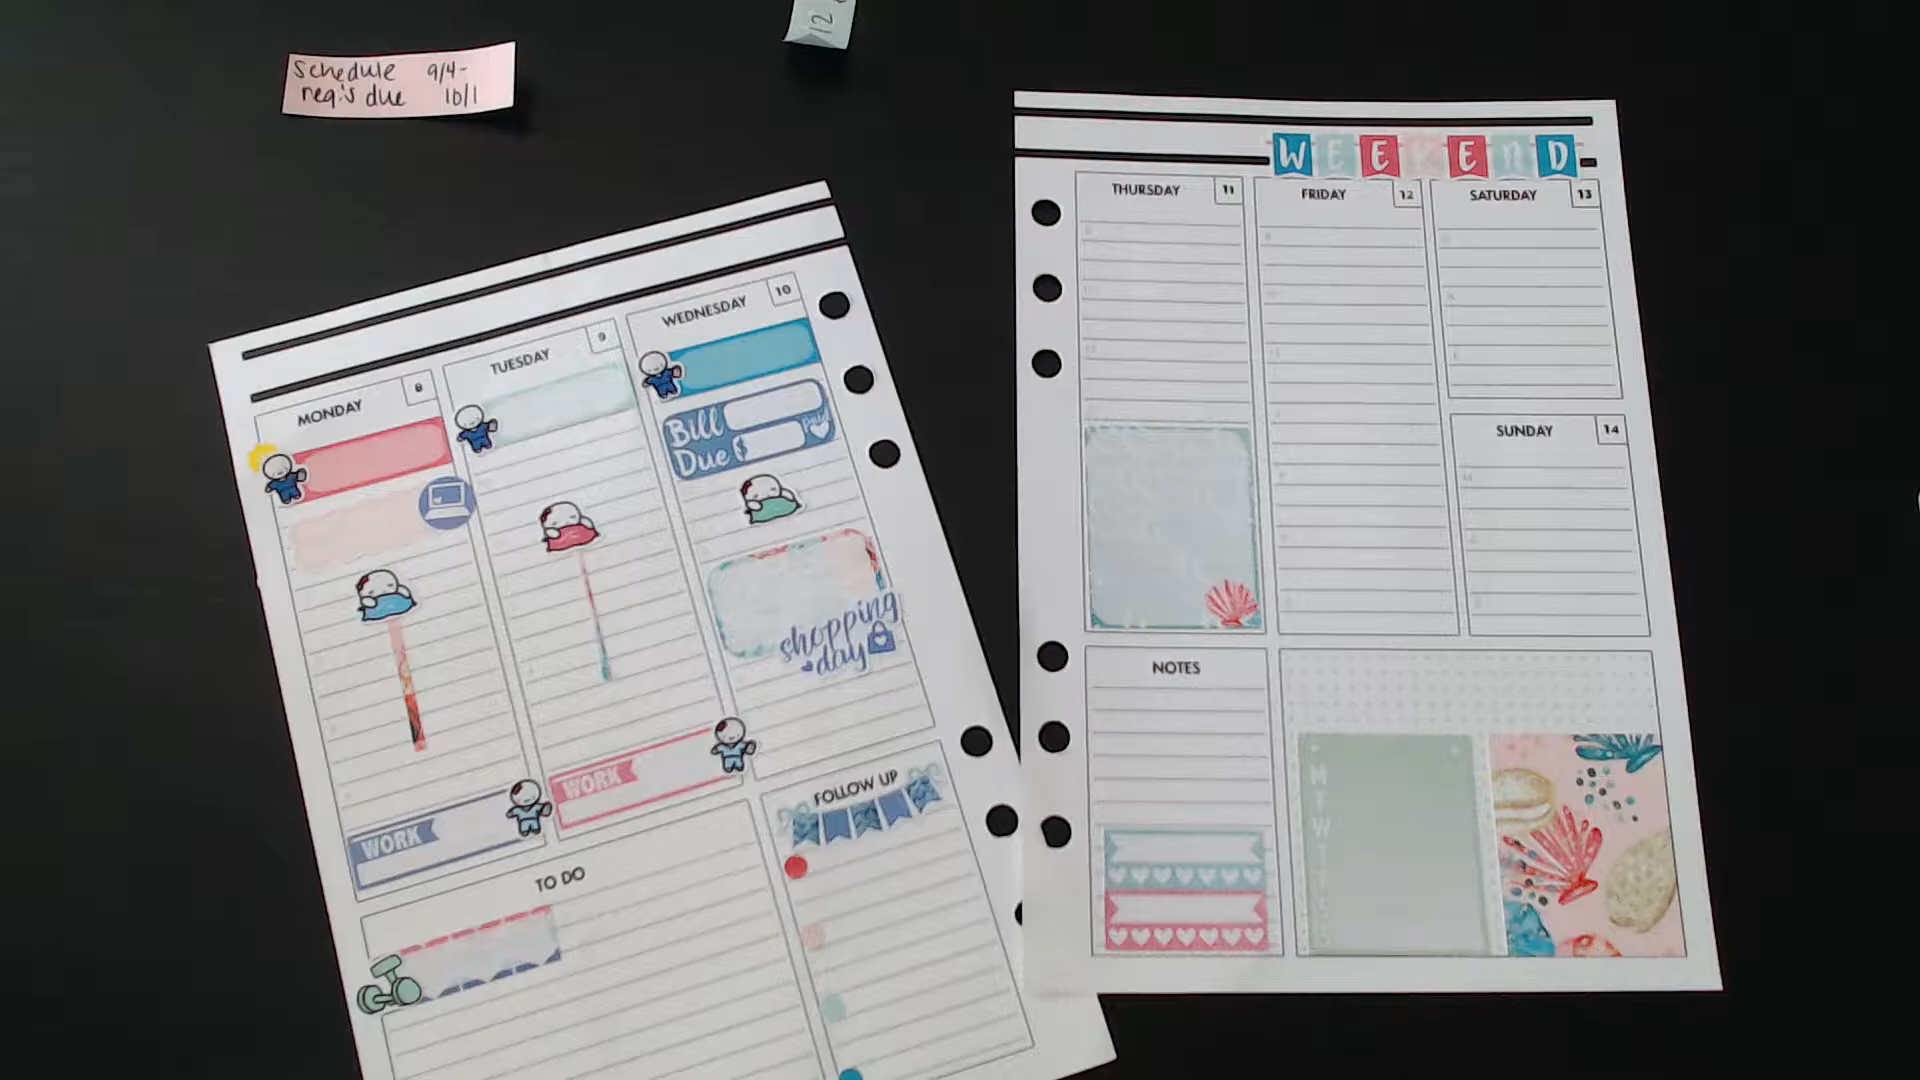 Schedule 9/4-
req's due 10/1
12
MONDAY 8
TUESDAY 9
WEDNESDAY 10
Bill
Due $
paid
shopping
day
WORK
WORK
TO DO
FOLLOW UP
WEEKEND
THURSDAY 11
FRIDAY 12
SATURDAY 13
SUNDAY 14
NOTES
M
T
W
T
F
S
S